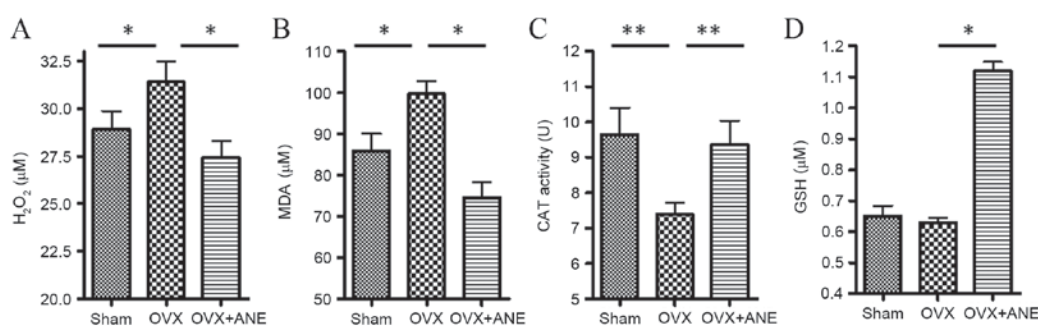 A
* *
H₂O₂ (μM)
32.5
30.0
27.5
25.0
22.5
20.0
Sham OVX OVX+ANE
B
* *
MDA (μM)
110
100
90
80
70
60
50
Sham OVX OVX+ANE
C
** **
CAT activity (U)
12
11
10
9
8
7
6
5
Sham OVX OVX+ANE
D
*
GSH (μM)
1.2
1.1
1.0
0.9
0.8
0.7
0.6
0.5
0.4
Sham OVX OVX+ANE